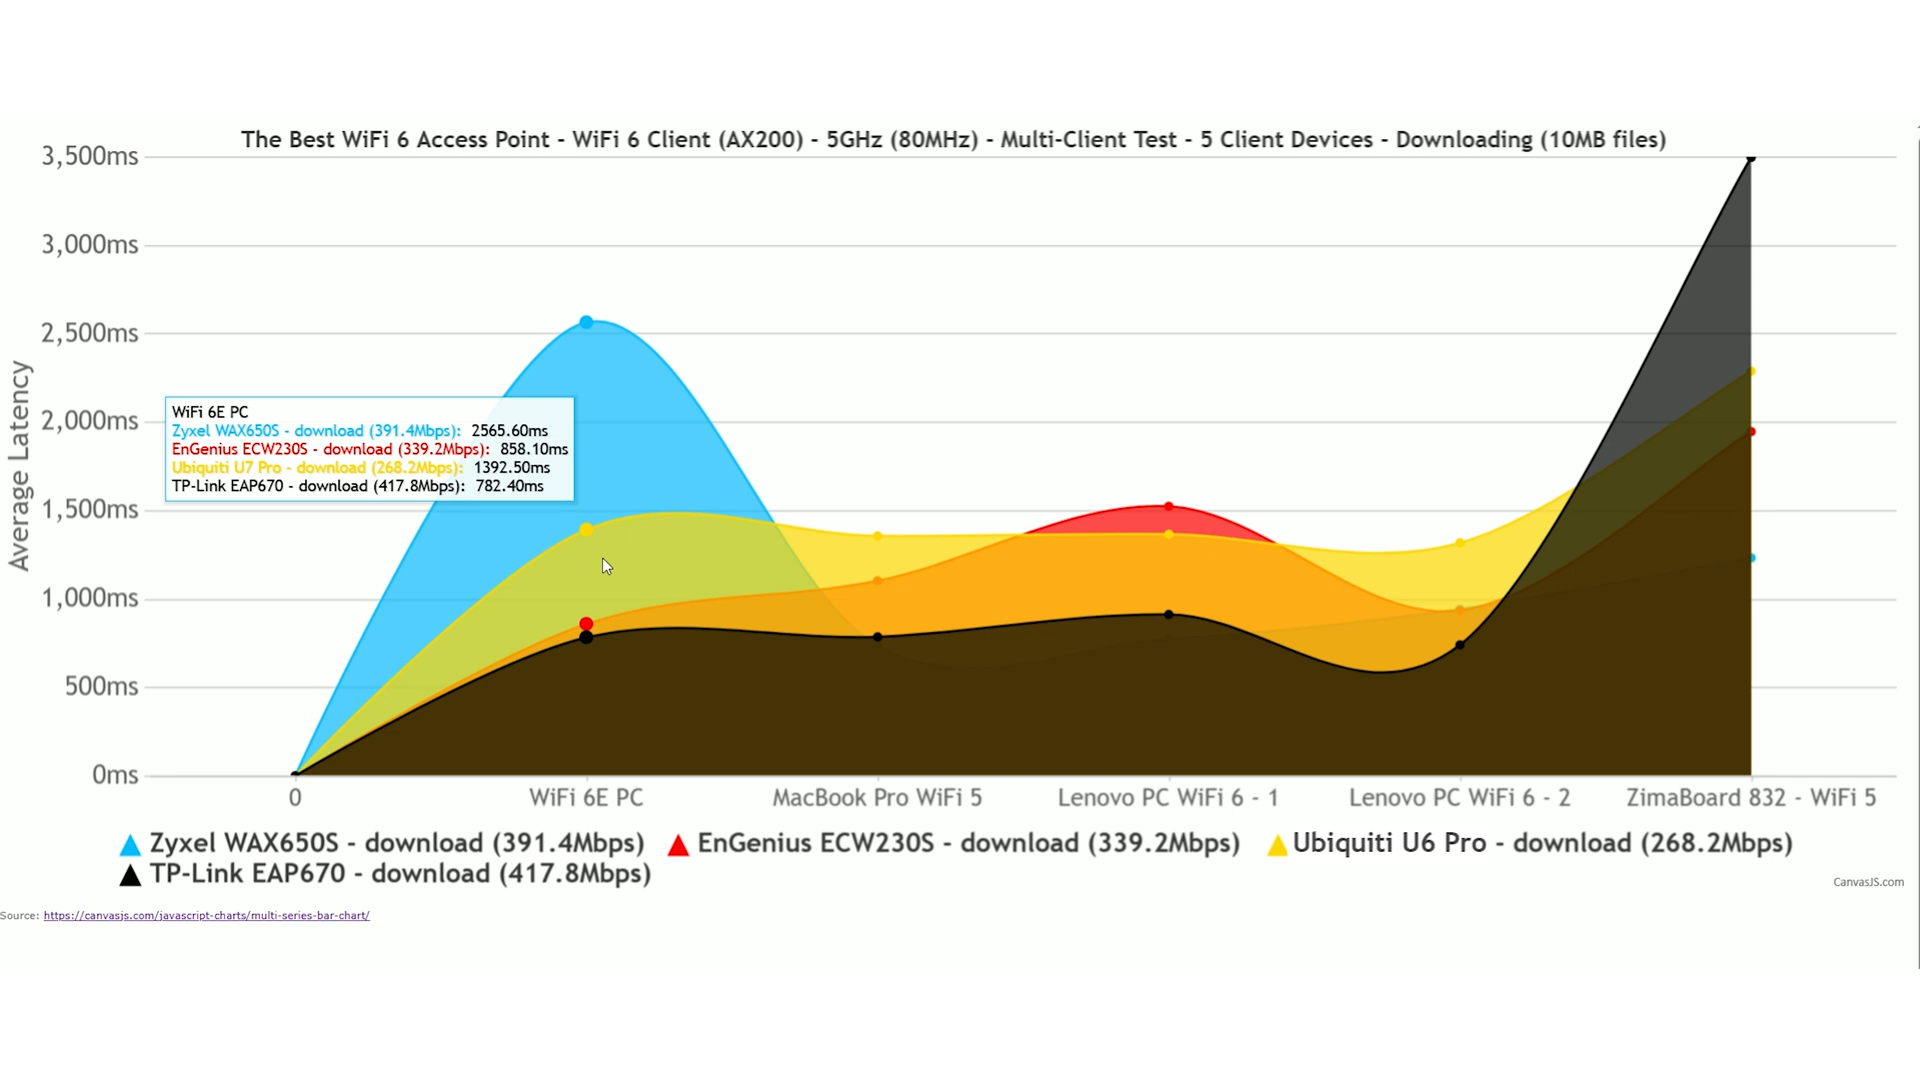 The Best WiFi 6 Access Point - WiFi 6 Client (AX200) - 5GHz (80MHz) - Multi-Client Test - 5 Client Devices - Downloading (10MB files)
3,500ms
3,000ms
2,500ms
2,000ms
1,500ms
1,000ms
500ms
0ms
Average Latency
WiFi 6E PC
Zyxel WAX650S - download (391.4Mbps): 2565.60ms
EnGenius ECW230S - download (339.2Mbps): 858.10ms
Ubiquiti U7 Pro - download (268.2Mbps): 1392.50ms
TP-Link EAP670 - download (417.8Mbps): 782.40ms
0 WiFi 6E PC MacBook Pro WiFi 5 Lenovo PC WiFi 6 - 1 Lenovo PC WiFi 6 - 2 ZimaBoard 832 - WiFi 5
Zyxel WAX650S - download (391.4Mbps) EnGenius ECW230S - download (339.2Mbps) Ubiquiti U6 Pro - download (268.2Mbps)
TP-Link EAP670 - download (417.8Mbps)
CanvasJS.com
Source: https://canvasjs.com/javascript-charts/multi-series-bar-chart/